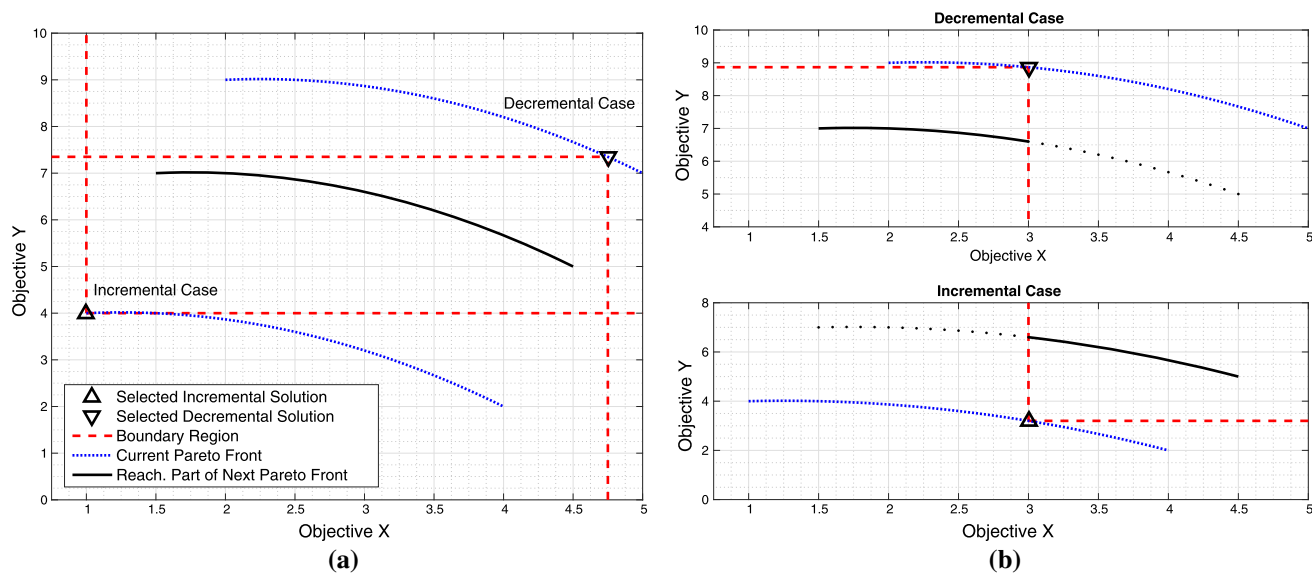 10
9
8
7
6
5
4
3
2
1
0
Objective Y
Decremental Case
Incremental Case
Selected Incremental Solution
Selected Decremental Solution
Boundary Region
Current Pareto Front
Reach. Part of Next Pareto Front
1 1.5 2 2.5 3 3.5 4 4.5 5
Objective X
(a)
Decremental Case
10
9
8
7
6
5
4
Objective Y
1 1.5 2 2.5 3 3.5 4 4.5 5
Objective X
Incremental Case
8
6
4
2
0
Objective Y
1 1.5 2 2.5 3 3.5 4 4.5 5
Objective X
(b)